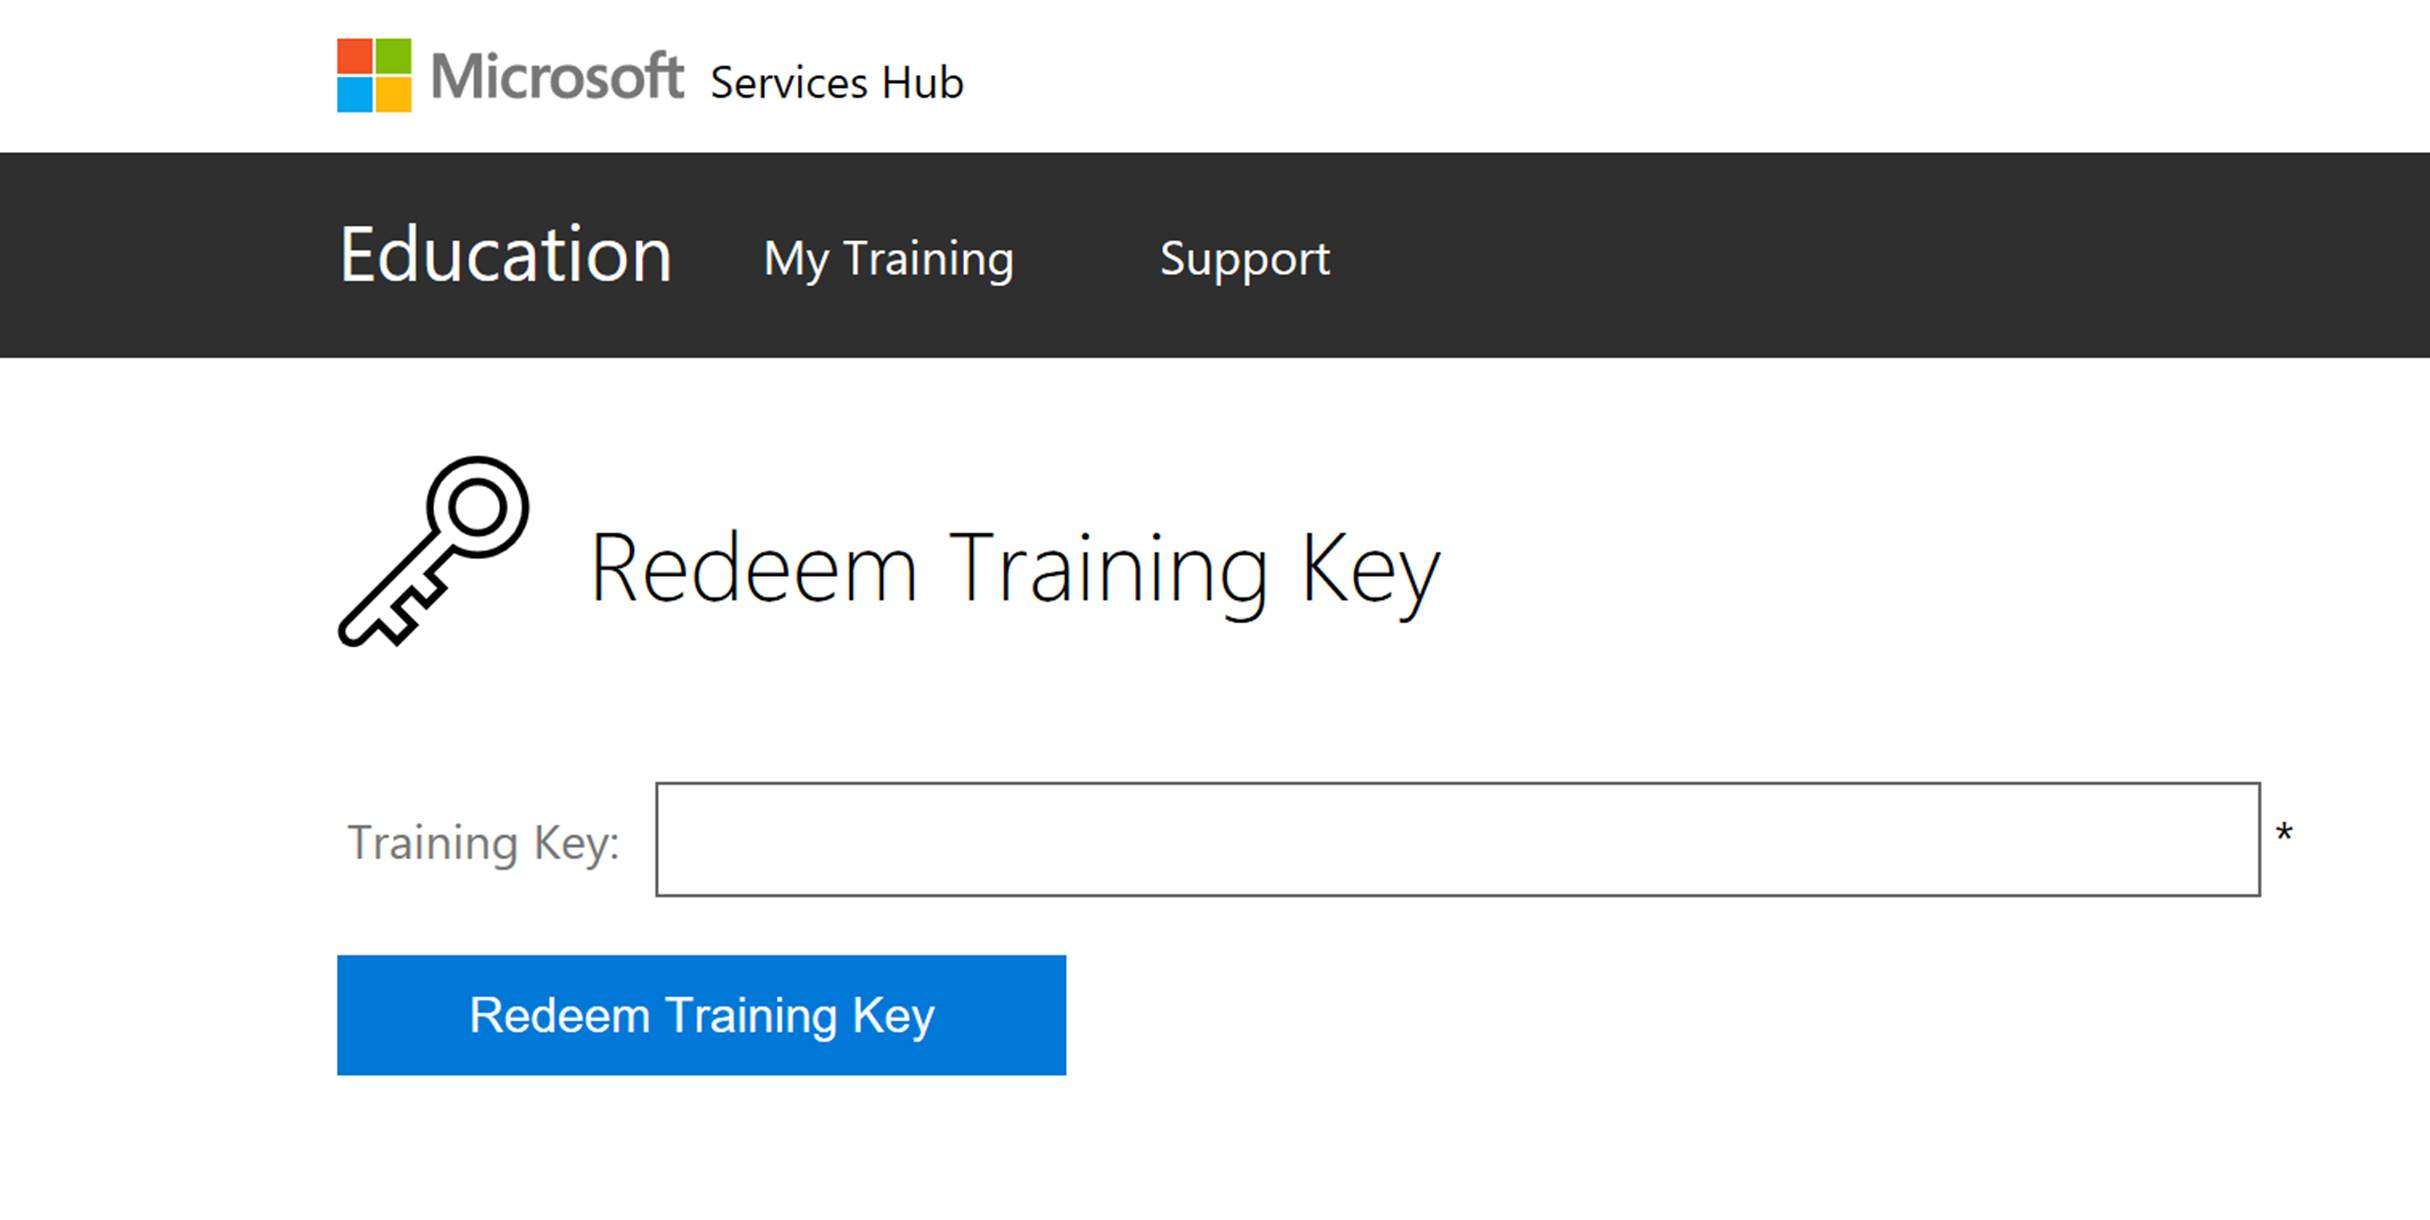 Microsoft Services Hub
Education My Training Support
Redeem Training Key
Training Key: *
Redeem Training Key